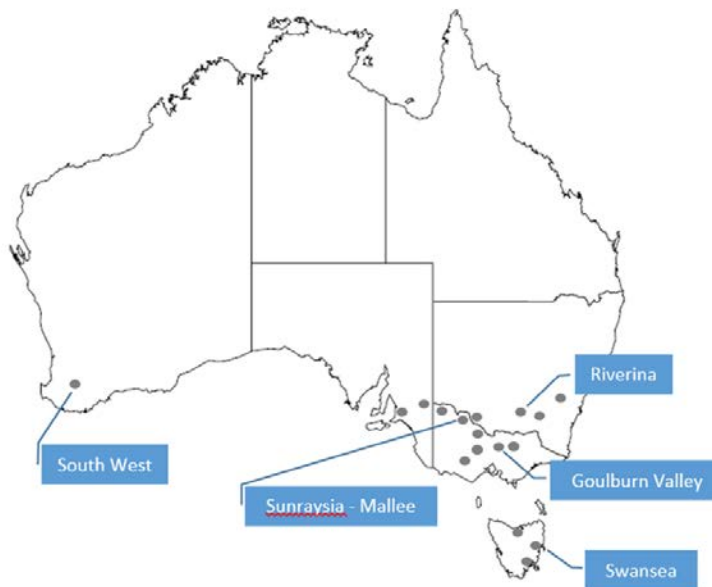 Riverina
South West
Goulburn Valley
Sunraysia - Mallee
Swansea